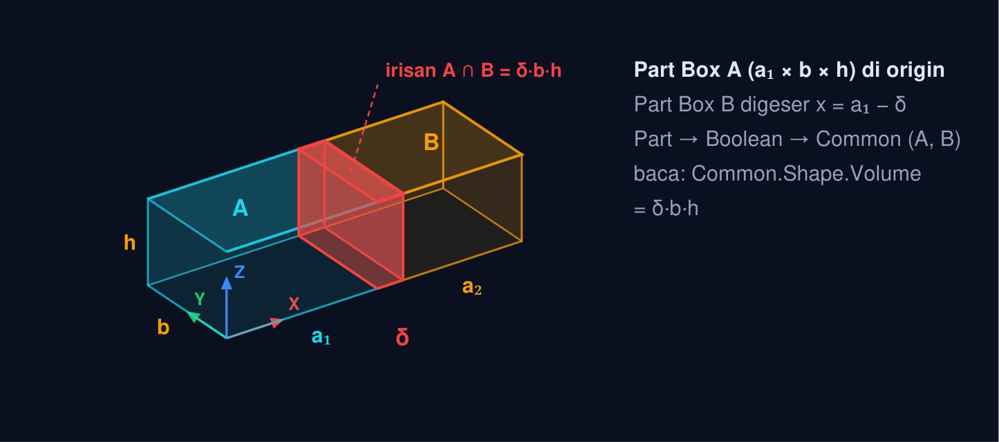 irisan A ∩ B = δ·b·h
B
A
h
Z
Y
X
b
a₁
δ
a₂
Part Box A (a₁ × b × h) di origin
Part Box B digeser x = a₁ − δ
Part → Boolean → Common (A, B)
baca: Common.Shape.Volume
= δ·b·h